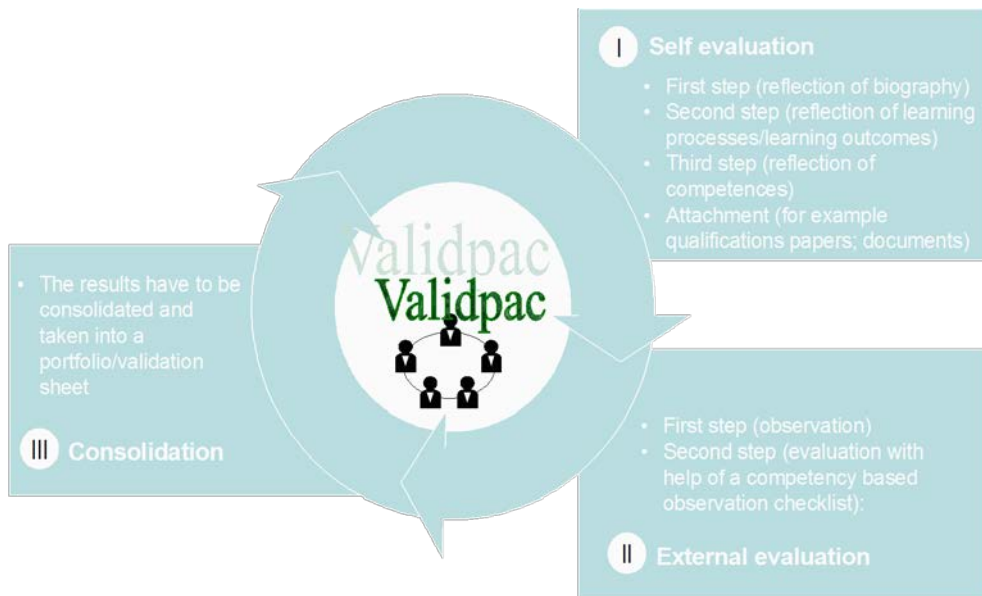 I Self evaluation
• First step (reflection of biography)
• Second step (reflection of learning
processes/learning outcomes)
• Third step (reflection of
competences)
• Attachment (for example
qualifications papers; documents)
Validpac
Validpac
• First step (observation)
• Second step (evaluation with
help of a competency based
observation checklist):
II External evaluation
• The results have to be
consolidated and
taken into a
portfolio/validation
sheet
III Consolidation